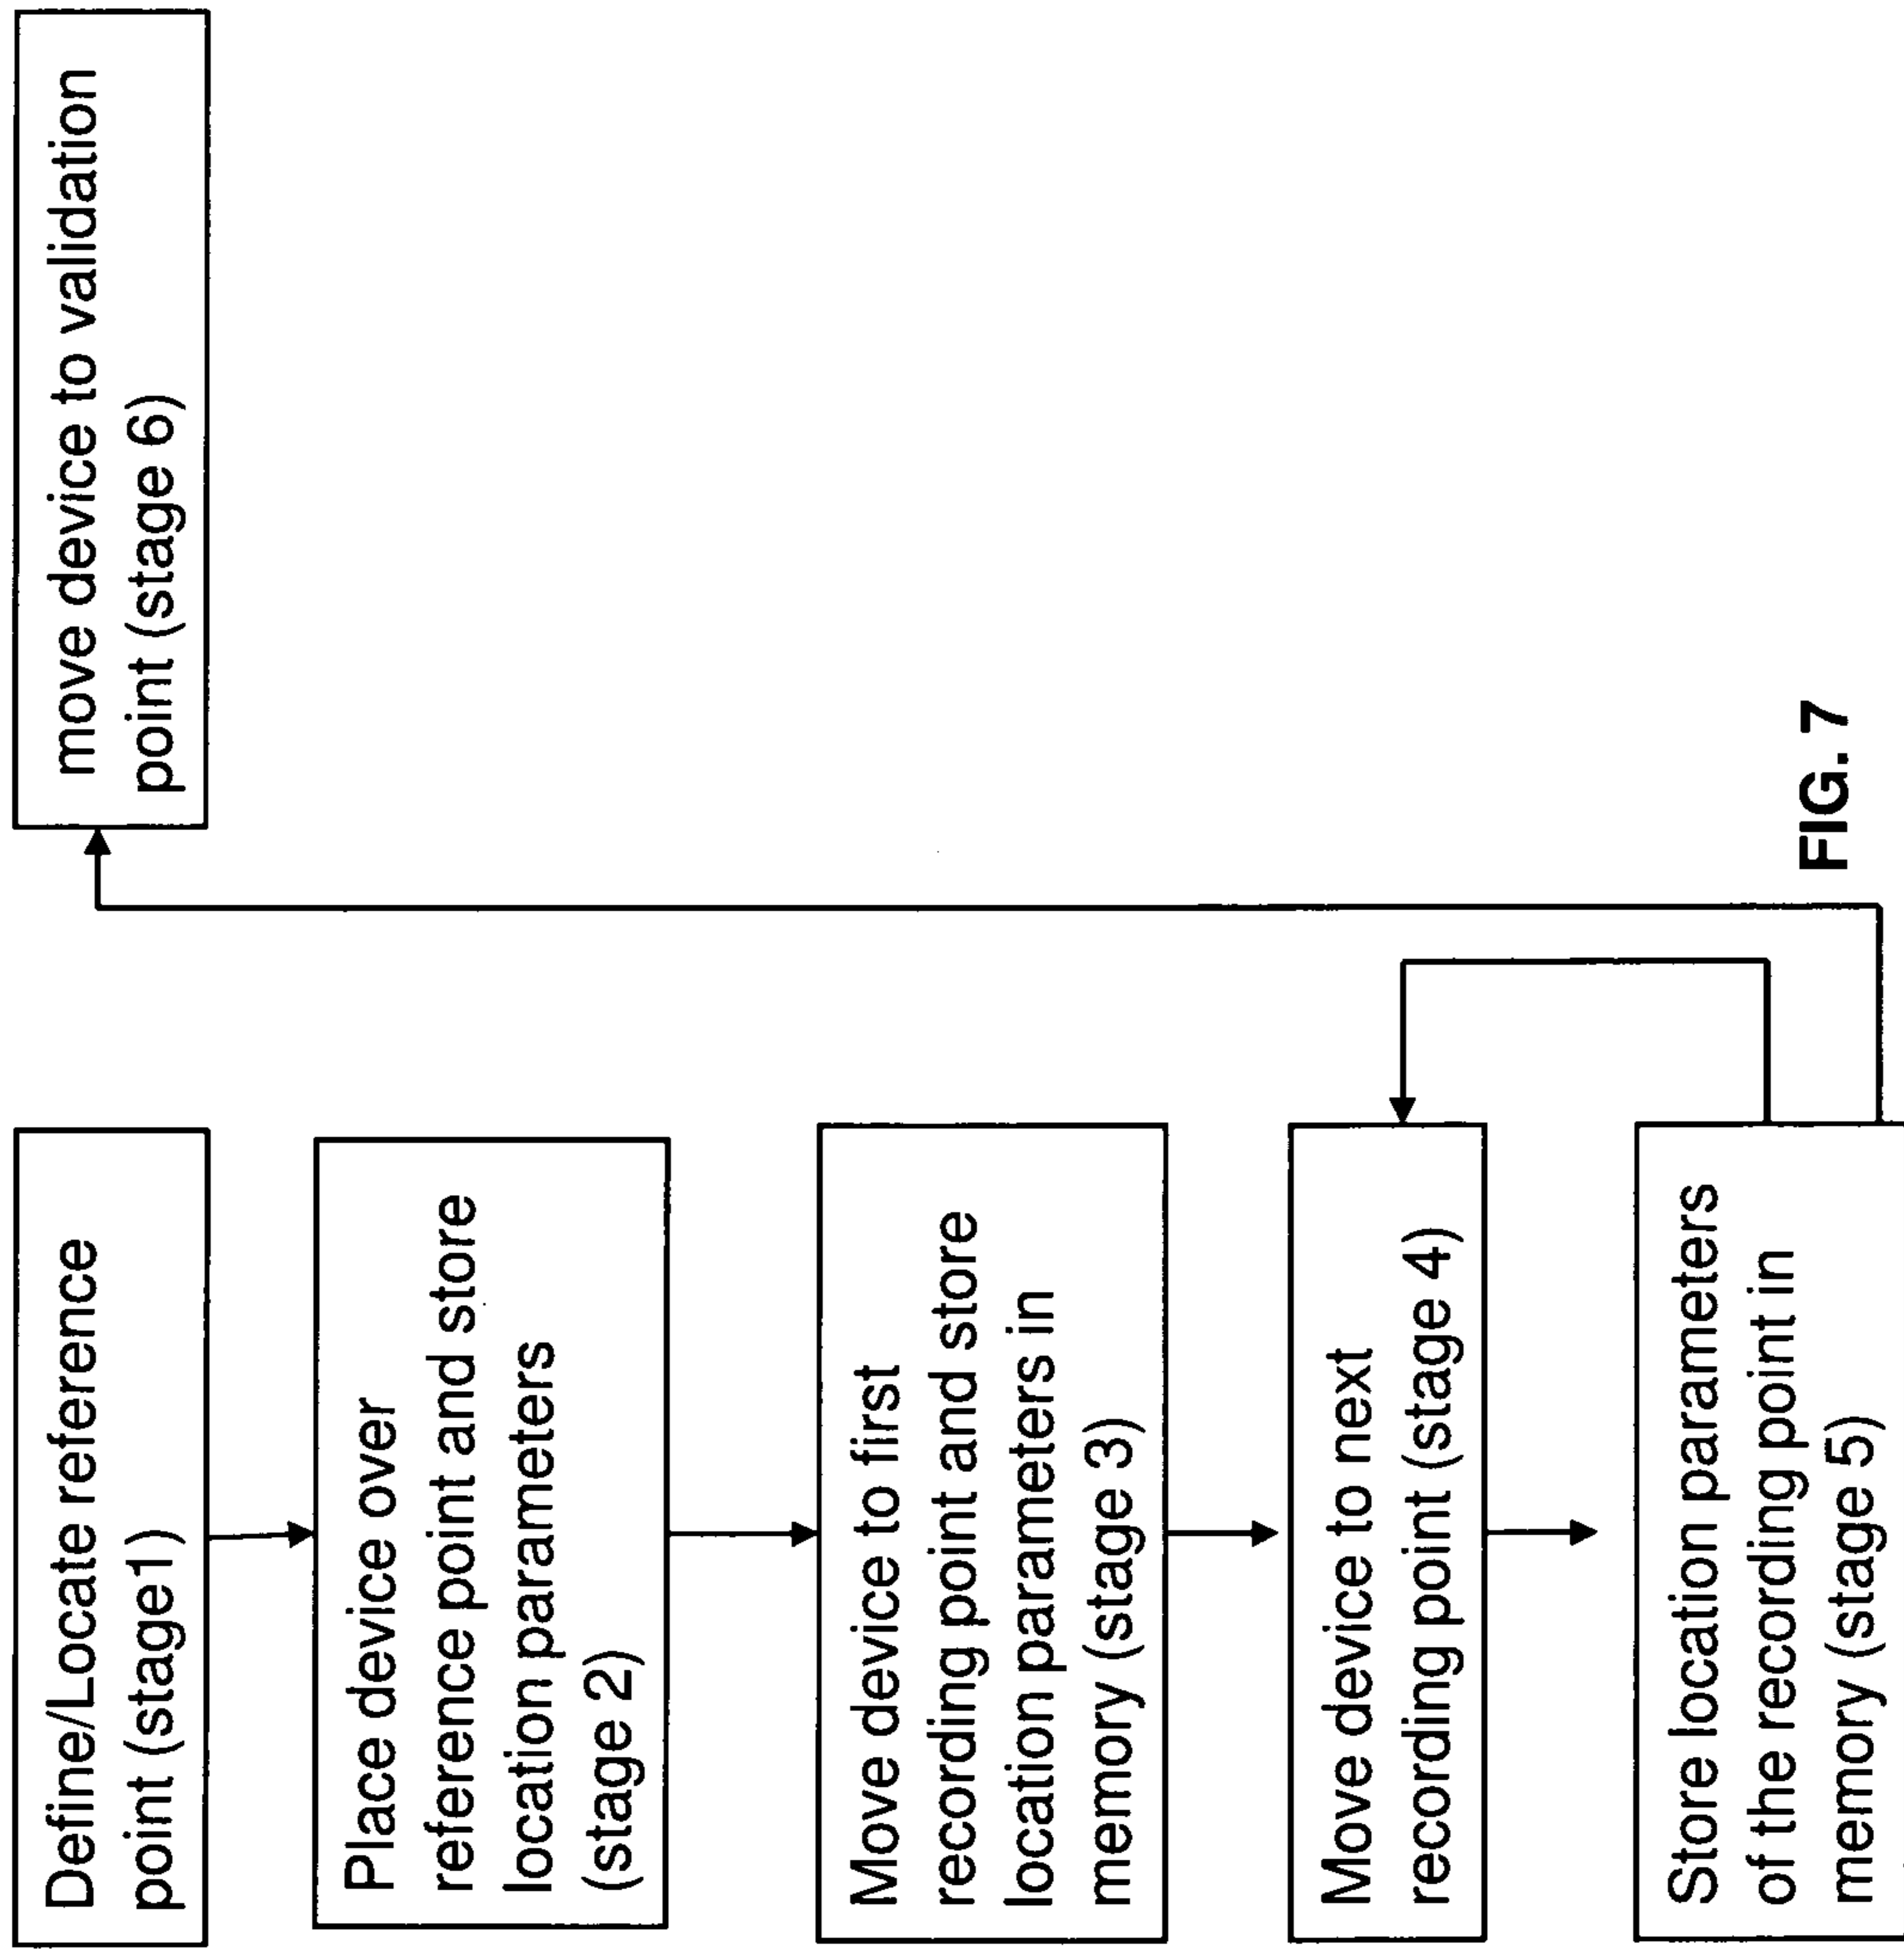 Define/Locate reference
point (stage1)
Place device over
reference point and store
location parameters
(stage 2)
Move device to first
recording point and store
location parameters in
memory (stage 3)
Move device to next
recording point (stage 4)
Store location parameters
of the recording point in
memory (stage 5)
move device to validation
point (stage 6)
FIG. 7